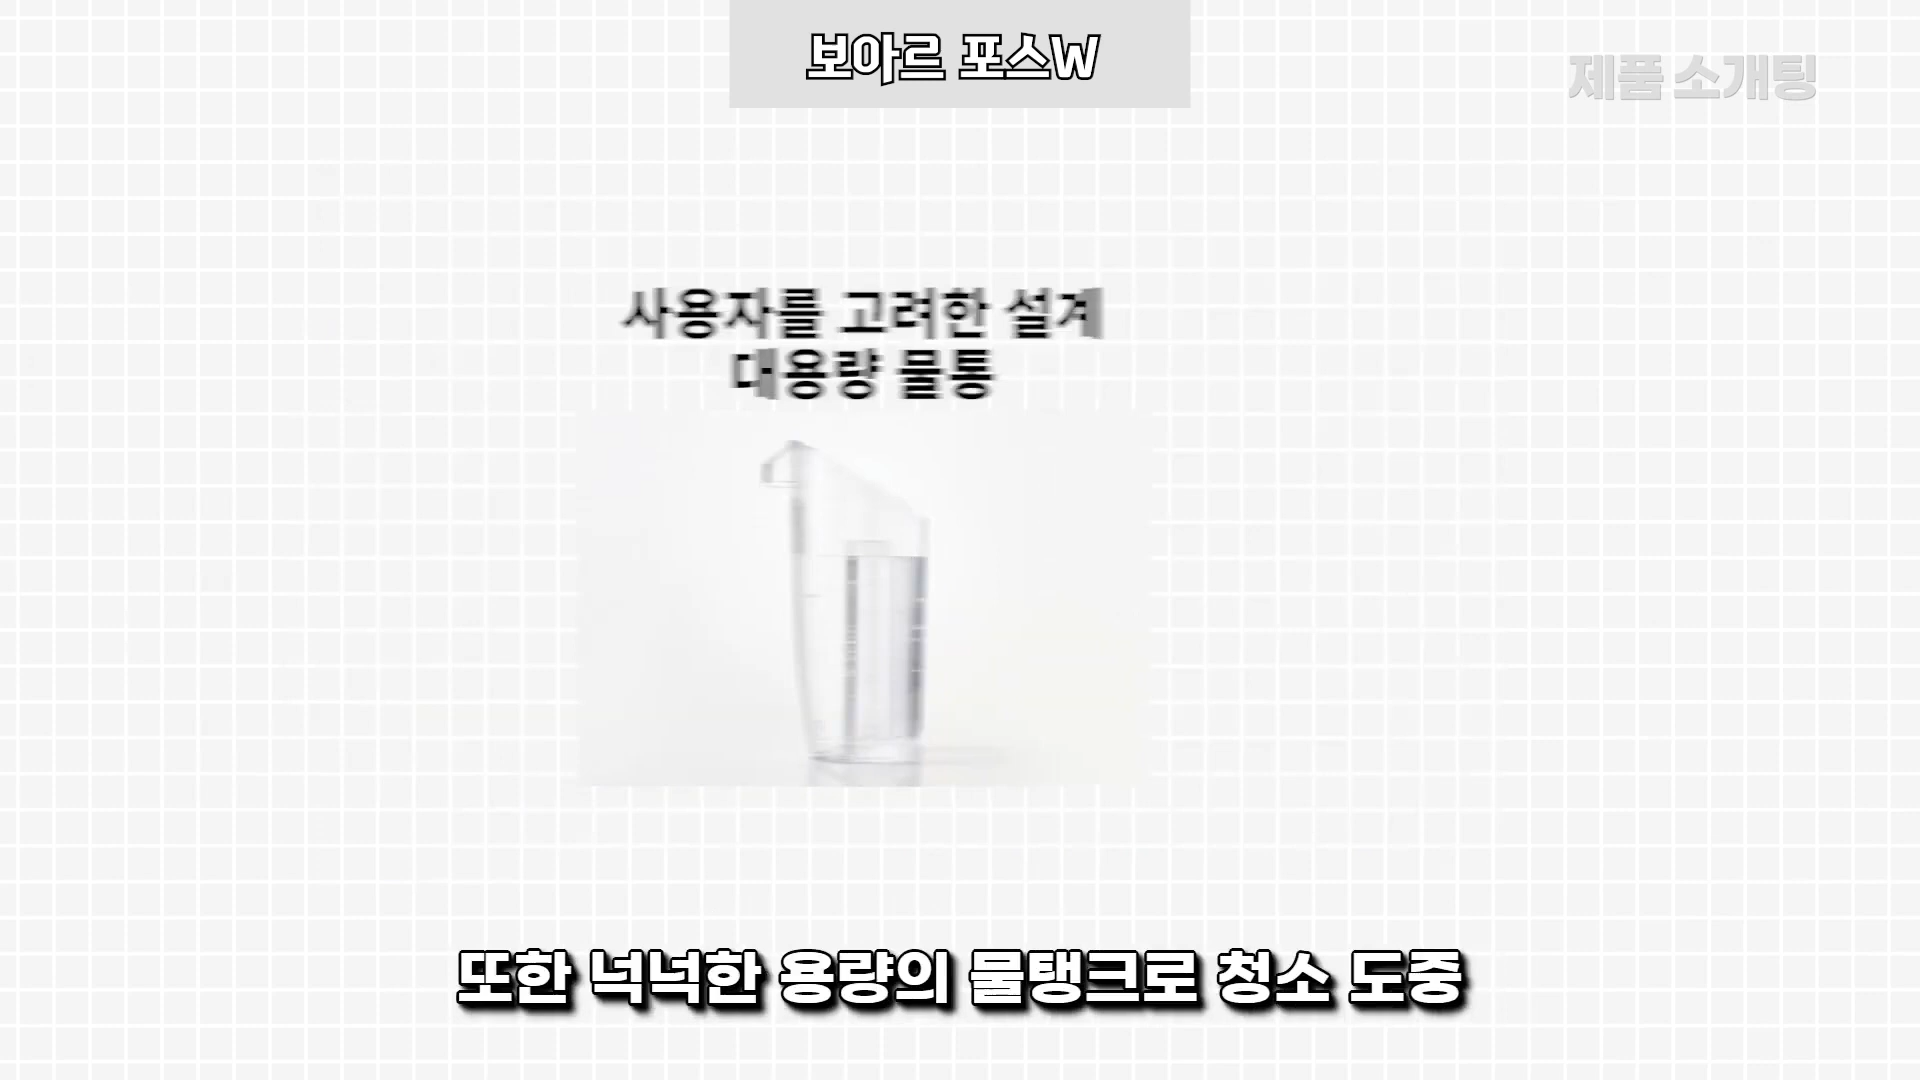 보아르 포스W
제품 소개팅
사용자를 고려한 설계
대용량 물통
또한 넉넉한 용량의 물탱크로 청소 도중